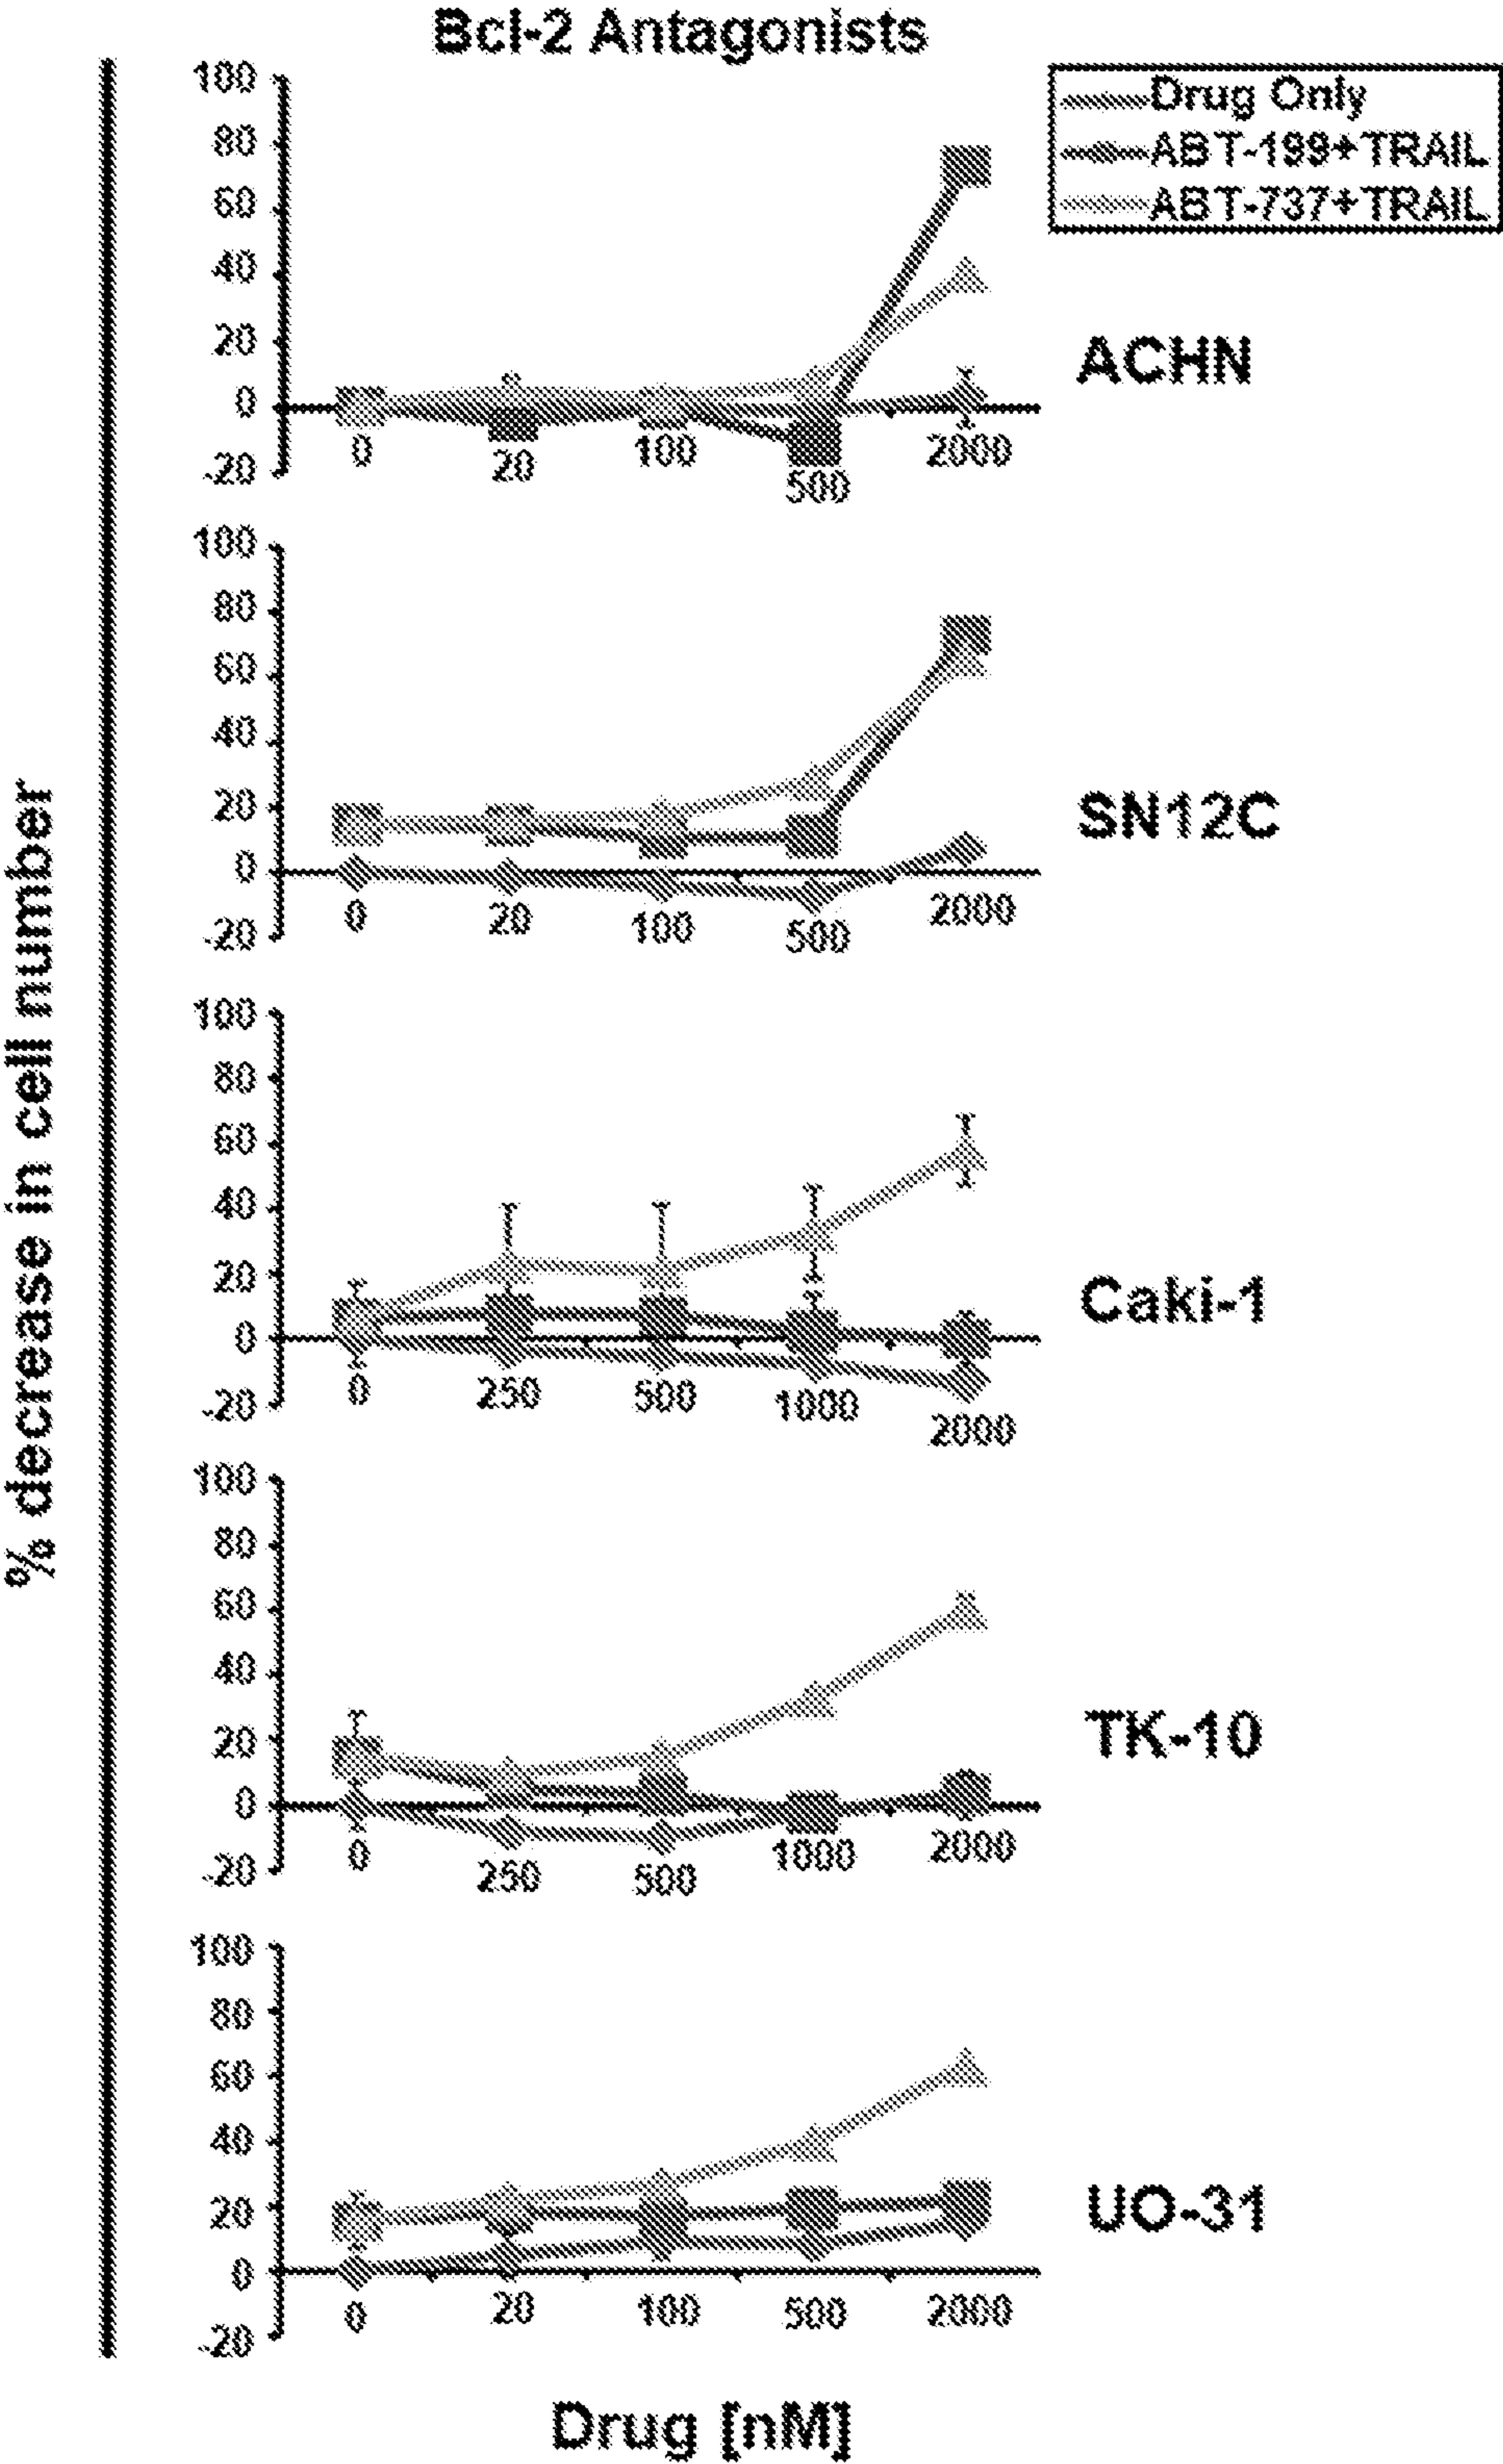 Bcl-2 Antagonists
Drug Only
ABT-199+TRAIL
ABT-737+TRAIL
% decrease in cell number
100
80
60
40
20
0
-20
0 20 100 500 2000
ACHN
100
80
60
40
20
0
-20
0 20 100 500 2000
SN12C
100
80
60
40
20
0
-20
0 250 500 1000 2000
Caki-1
100
80
60
40
20
0
-20
0 250 500 1000 2000
TK-10
100
80
60
40
20
0
-20
0 20 100 500 2000
UO-31
Drug [nM]